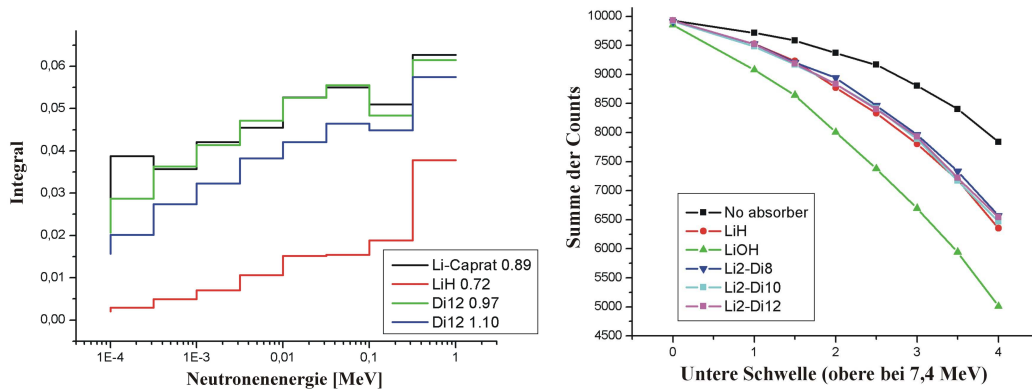 Integral
0,06
0,05
0,04
0,03
0,02
0,01
0,00
1E-4
1E-3
0,01
0,1
1
Neutronenenergie [MeV]
Li-Caprat 0.89
LiH 0.72
Di12 0.97
Di12 1.10
Summe der Counts
10000
9500
9000
8500
8000
7500
7000
6500
6000
5500
5000
4500
0
1
2
3
4
Untere Schwelle (obere bei 7,4 MeV)
No absorber
LiH
LiOH
Li2-Di8
Li2-Di10
Li2-Di12